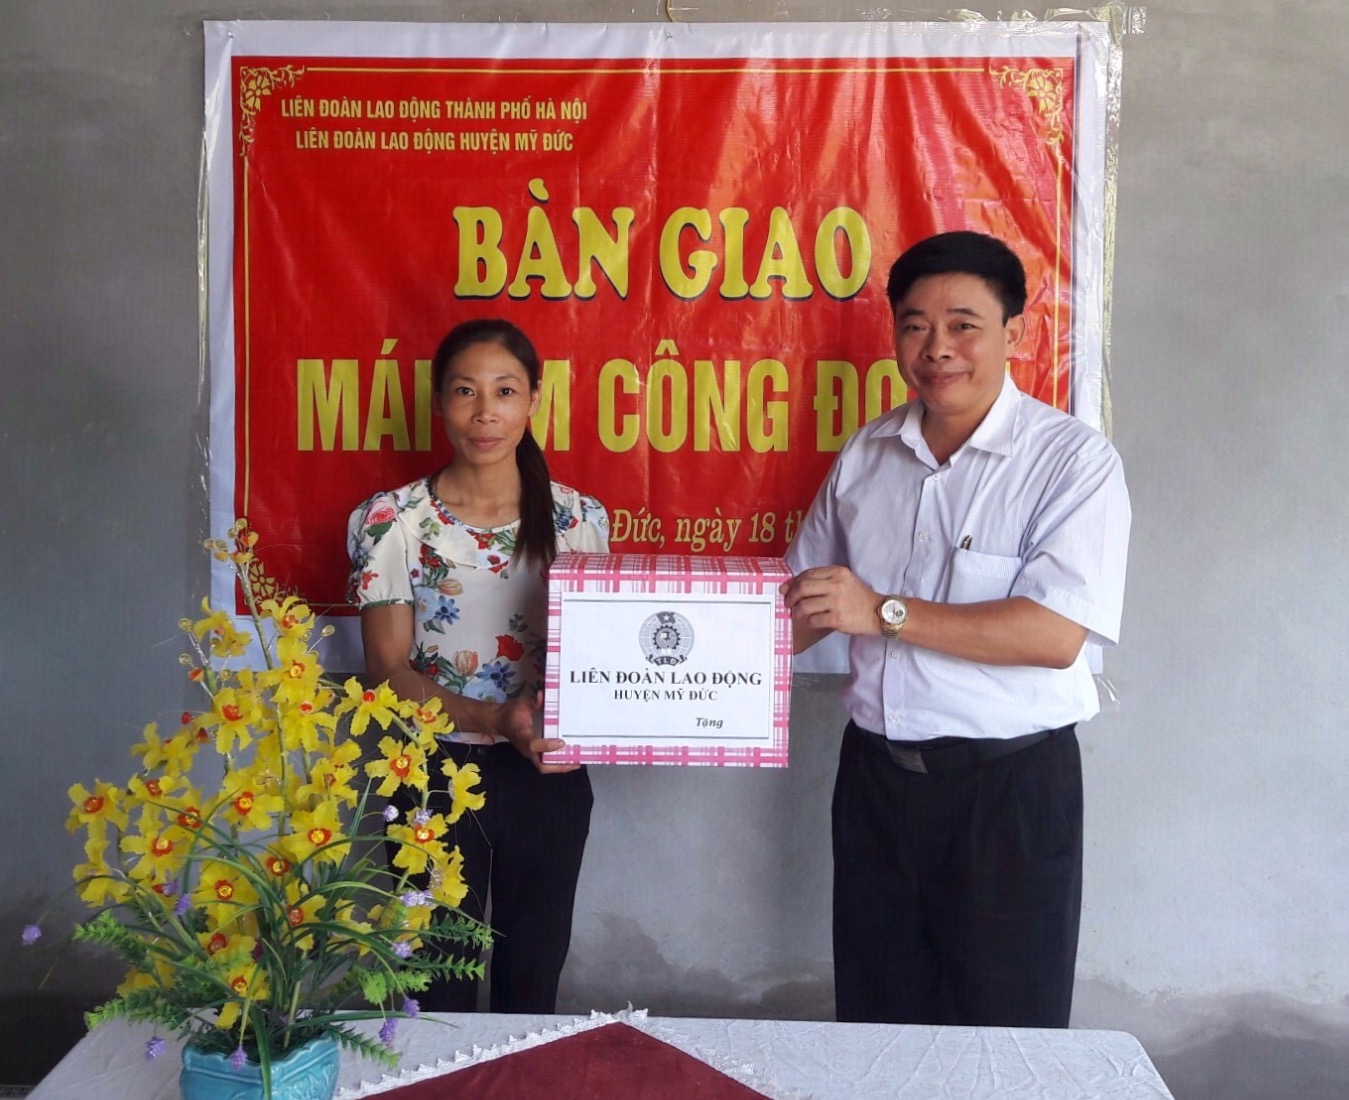 LIÊN ĐOÀN LAO ĐỘNG THÀNH PHỐ HÀ NỘI
LIÊN ĐOÀN LAO ĐỘNG HUYỆN MỸ ĐỨC
BÀN GIAO
CÔNG
Đức, ngày 18
TLĐ
LIÊN ĐOÀN LAO ĐỘNG
HUYỆN MỸ ĐỨC
Tặng